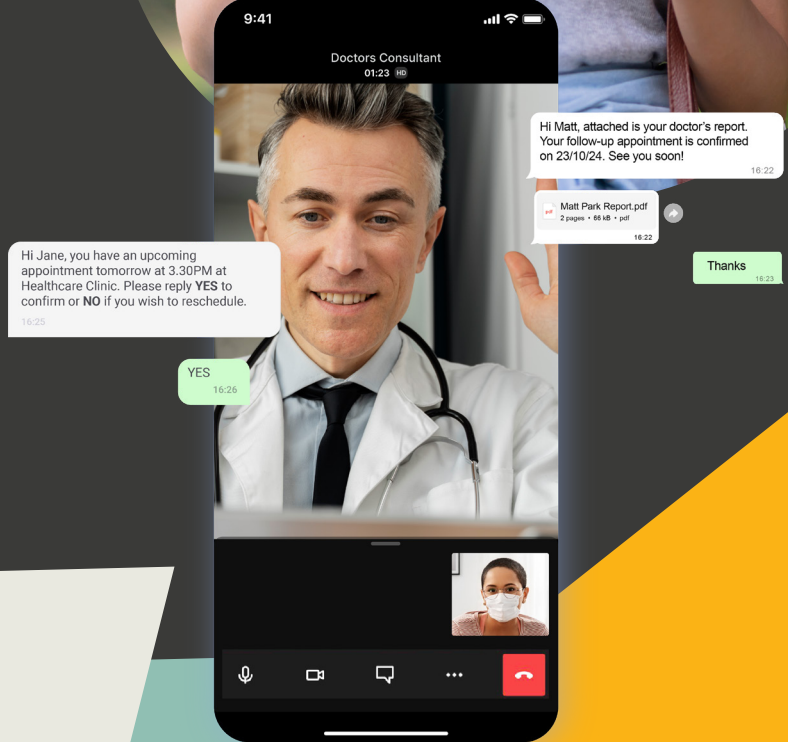 9:41
Doctors Consultant
01:23 HD
Hi Matt, attached is your doctor's report.
Your follow-up appointment is confirmed
on 23/10/24. See you soon!
16:22
pdf
Matt Park Report.pdf
2 pages • 66 kB • pdf
16:22
Thanks
16:23
Hi Jane, you have an upcoming
appointment tomorrow at 3.30PM at
Healthcare Clinic. Please reply YES to
confirm or NO if you wish to reschedule.
16:25
YES
16:26